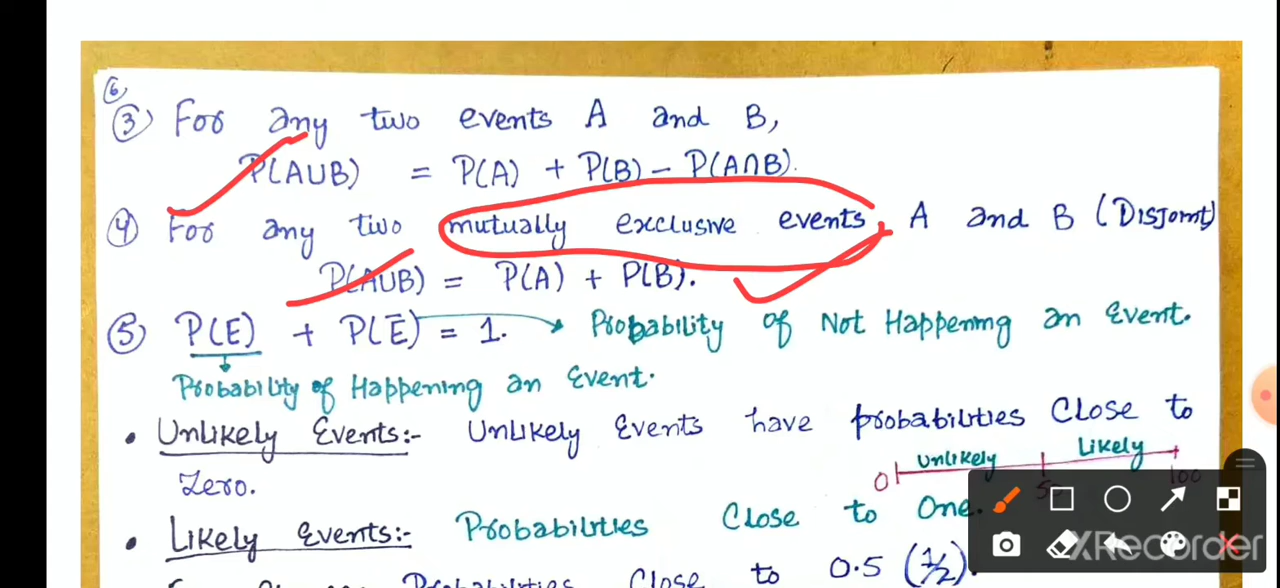 6
③ For any two events A and B,
P(A∪B) = P(A) + P(B) - P(A∩B).
④ For any two mutually exclusive events, A and B (Disjoint)
P(A∪B) = P(A) + P(B).
⑤ P(E) + P(Ē) = 1. → Probability of Not Happening an Event.
Probability of Happening an Event.
• Unlikely Events:- Unlikely Events have probabilities Close to
Zero.
0 Unlikely Likely 100
• Likely Events:- Probabilities Close to One.
Probabilities Close to 0.5 (1/2).
XRecorder